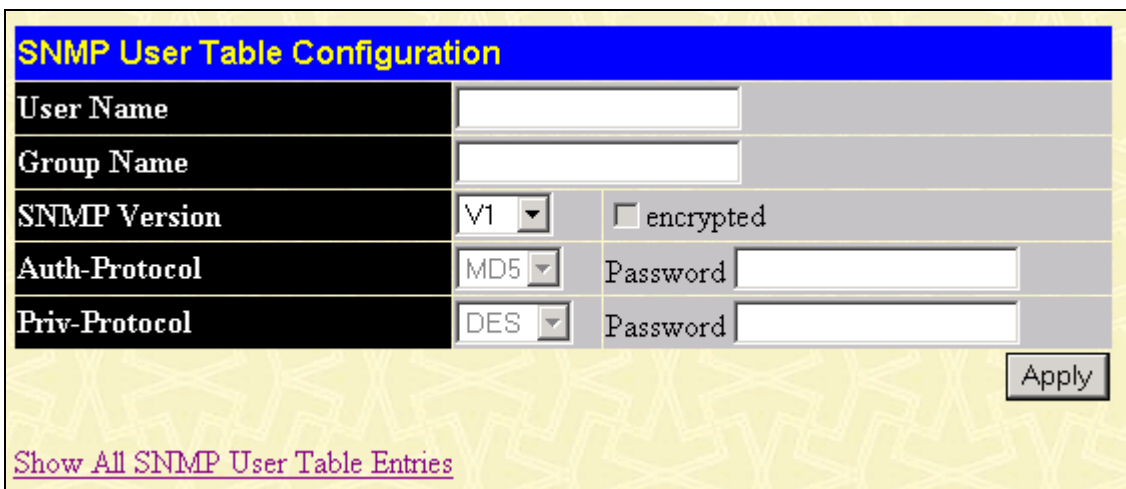 SNMP User Table Configuration
User Name
Group Name
SNMP Version V1 encrypted
Auth-Protocol MD5 Password
Priv-Protocol DES Password
Apply
Show All SNMP User Table Entries